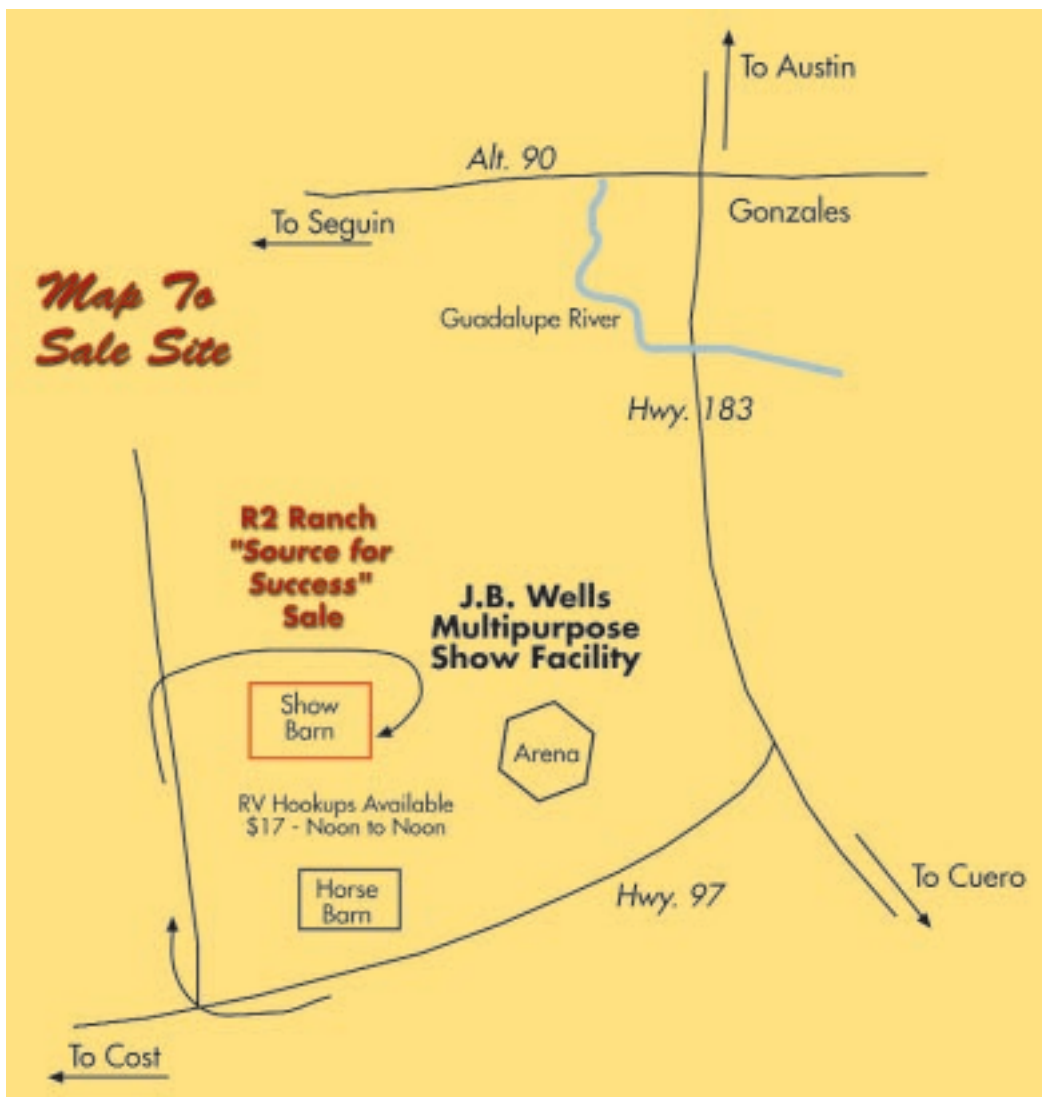 To Austin
Alt. 90
To Seguin
Gonzales
Map To
Sale Site
Guadalupe River
Hwy. 183
R2 Ranch
"Source for
Success"
Sale
J.B. Wells
Multipurpose
Show Facility
Show
Barn
Arena
RV Hookups Available
$17 - Noon to Noon
Horse
Barn
Hwy. 97
To Cuero
To Cost